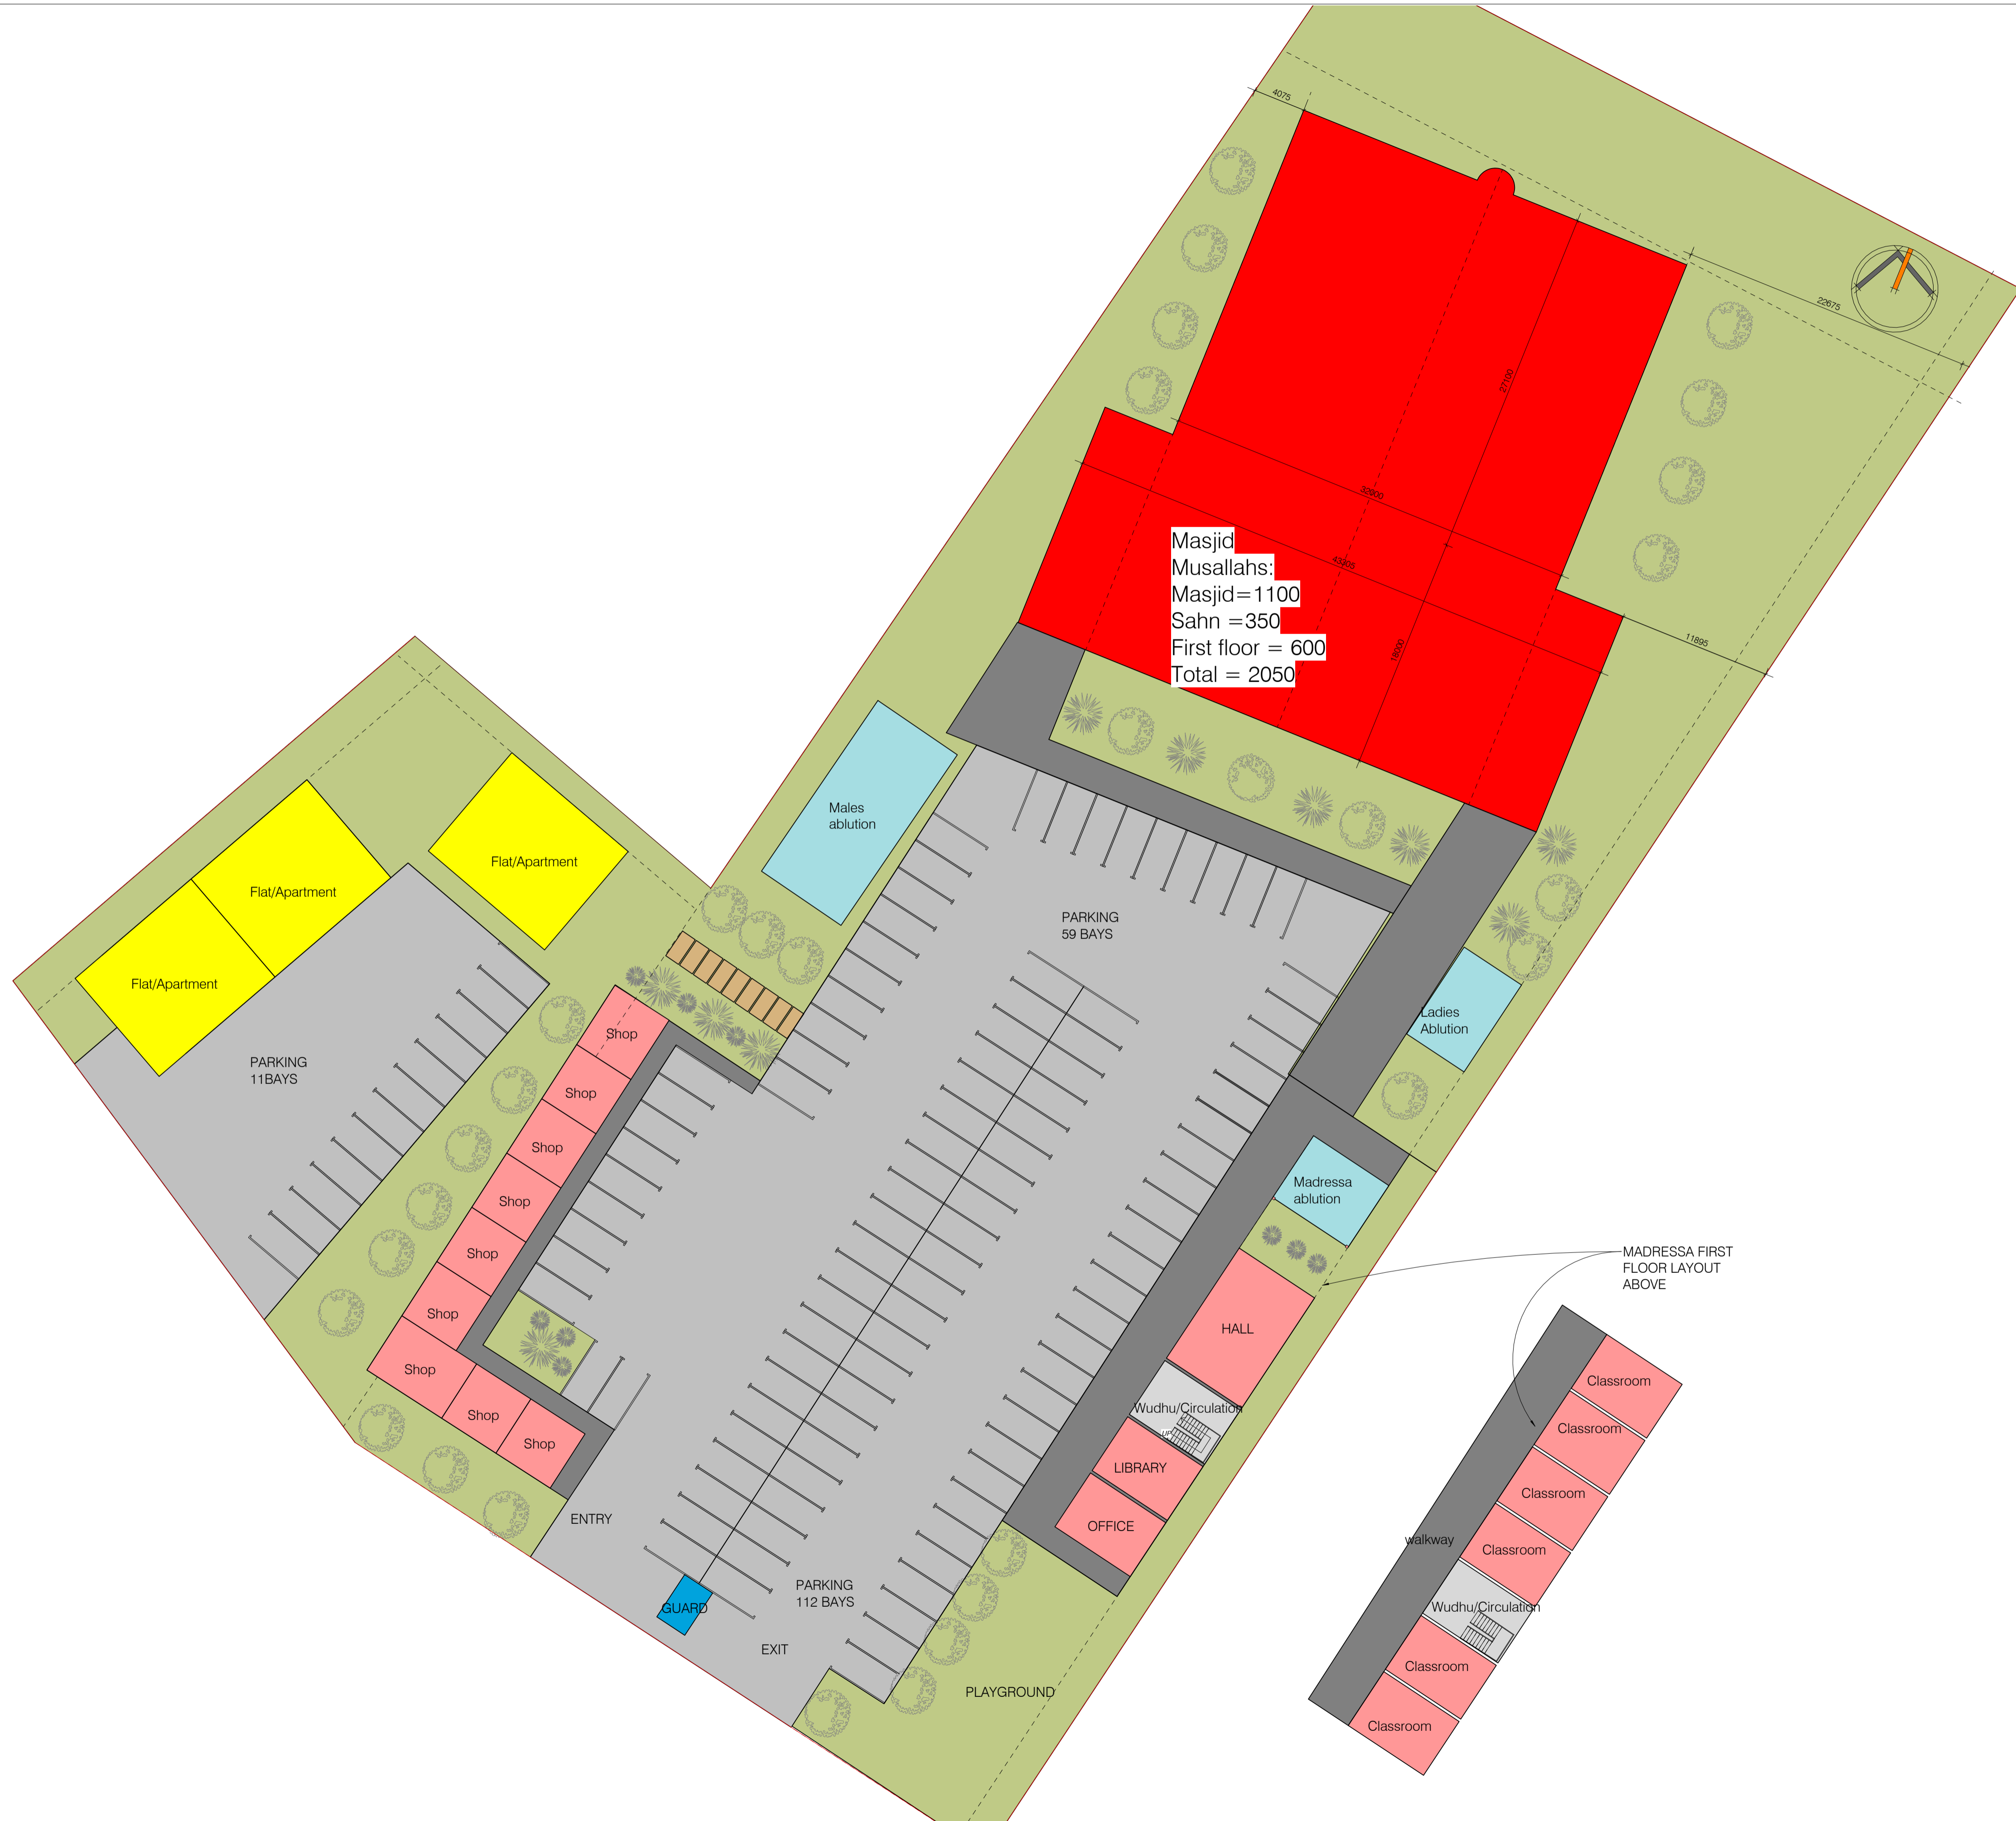 4075
22675
27100
32900
Masjid
Musallahs:
Masjid=1100
Sahn =350
First floor = 600
Total = 2050
18000
11895
Males
ablution
Flat/Apartment
Flat/Apartment
Flat/Apartment
PARKING
59 BAYS
PARKING
11BAYS
Ladies
Ablution
Shop
Shop
Shop
Shop
Shop
Shop
Shop
Shop
Shop
Madressa
ablution
HALL
Wudhu/Circulation
UP
LIBRARY
OFFICE
MADRESSA FIRST
FLOOR LAYOUT
ABOVE
Classroom
Classroom
Classroom
Classroom
walkway
Wudhu/Circulation
Classroom
Classroom
ENTRY
GUARD
PARKING
112 BAYS
EXIT
PLAYGROUND